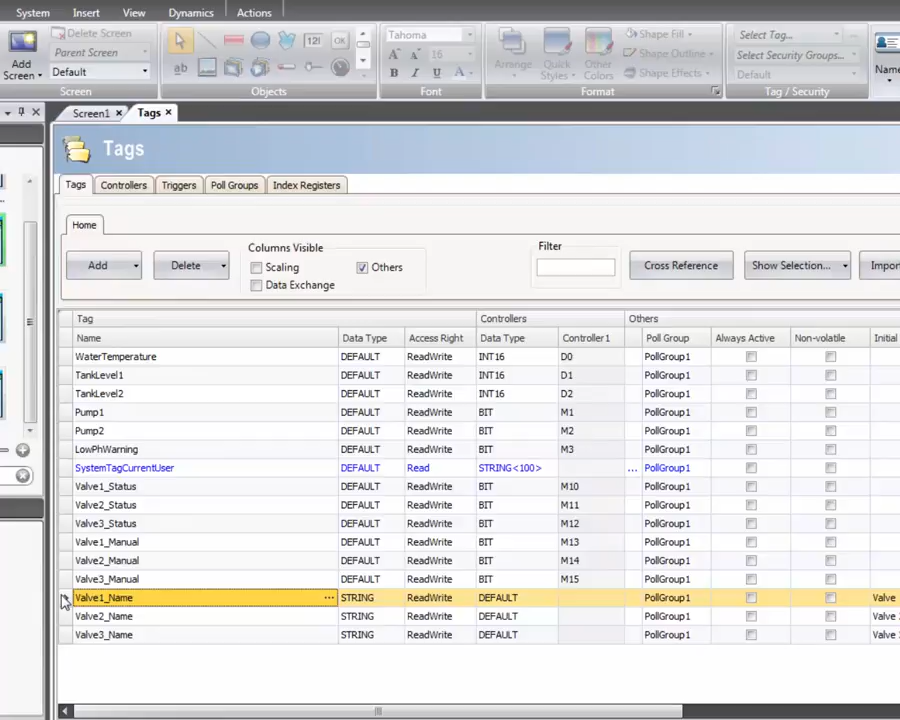 System Insert View Dynamics Actions
Add Screen
Delete Screen
Parent Screen
Default
12I OK
ab
Tahoma
A A 16
B I U A
Arrange
Quick Styles
Other Colors
Shape Fill
Shape Outline
Shape Effects
Select Tag...
Select Security Groups...
Default
Name
Screen Objects Font Format Tag / Security
Screen1 Tags
Tags
Tags Controllers Triggers Poll Groups Index Registers
Home
Add Delete
Columns Visible
Scaling Others
Data Exchange
Filter
Cross Reference Show Selection...
Tag Controllers Others
Name Data Type Access Right Data Type Controller1 Poll Group Always Active Non-volatile Initial
WaterTemperature DEFAULT ReadWrite INT16 D0 PollGroup1
TankLevel1 DEFAULT ReadWrite INT16 D1 PollGroup1
TankLevel2 DEFAULT ReadWrite INT16 D2 PollGroup1
Pump1 DEFAULT ReadWrite BIT M1 PollGroup1
Pump2 DEFAULT ReadWrite BIT M2 PollGroup1
LowPhWarning DEFAULT ReadWrite BIT M3 PollGroup1
SystemTagCurrentUser DEFAULT Read STRING<100> ... PollGroup1
Valve1_Status DEFAULT ReadWrite BIT M10 PollGroup1
Valve2_Status DEFAULT ReadWrite BIT M11 PollGroup1
Valve3_Status DEFAULT ReadWrite BIT M12 PollGroup1
Valve1_Manual DEFAULT ReadWrite BIT M13 PollGroup1
Valve2_Manual DEFAULT ReadWrite BIT M14 PollGroup1
Valve3_Manual DEFAULT ReadWrite BIT M15 PollGroup1
Valve1_Name ... STRING ReadWrite DEFAULT PollGroup1 Valve
Valve2_Name STRING ReadWrite DEFAULT PollGroup1 Valve
Valve3_Name STRING ReadWrite DEFAULT PollGroup1 Valve